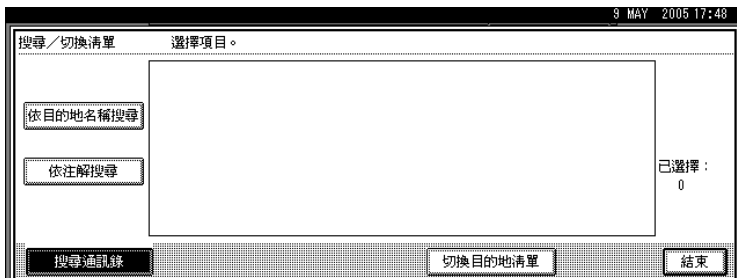 9 MAY 2005 17:48
搜尋／切換清單 選擇項目。
依目的地名稱搜尋
依注解搜尋
已選擇：
0
搜尋通訊錄 切換目的地清單 結束